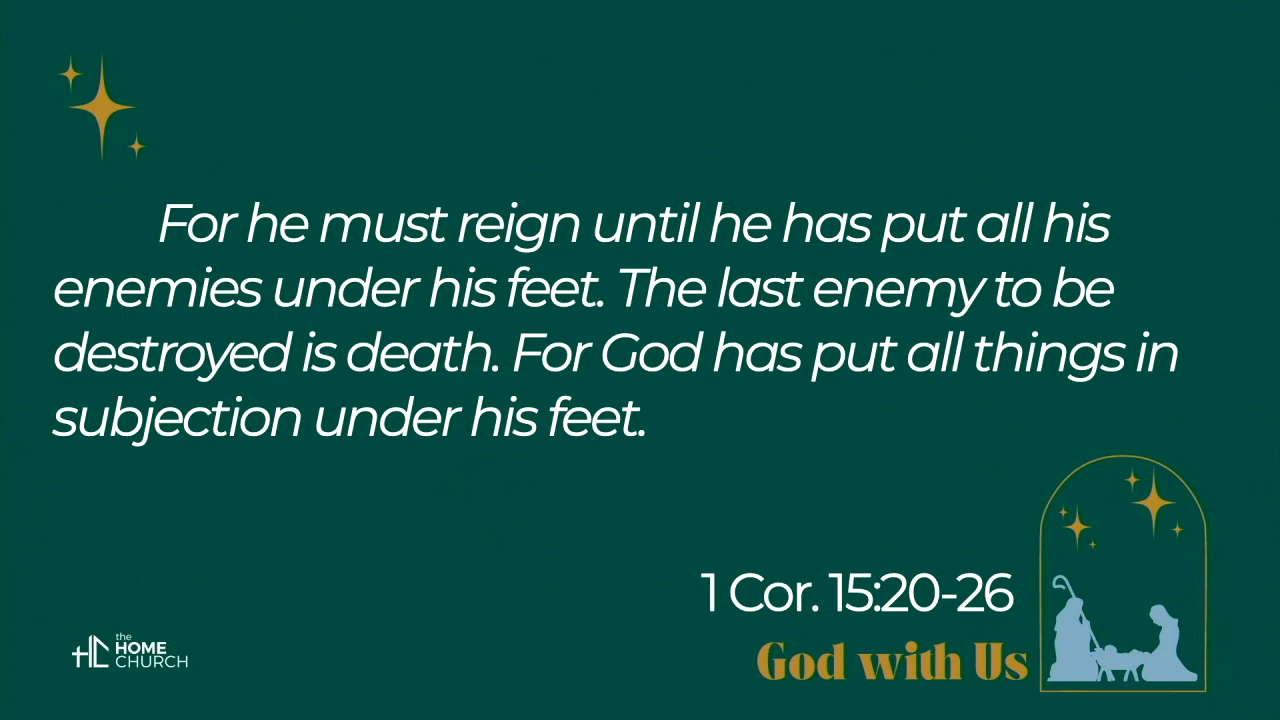 For he must reign until he has put all his
enemies under his feet. The last enemy to be
destroyed is death. For God has put all things in
subjection under his feet.
1 Cor. 15:20-26
God with Us
the
HOME
CHURCH